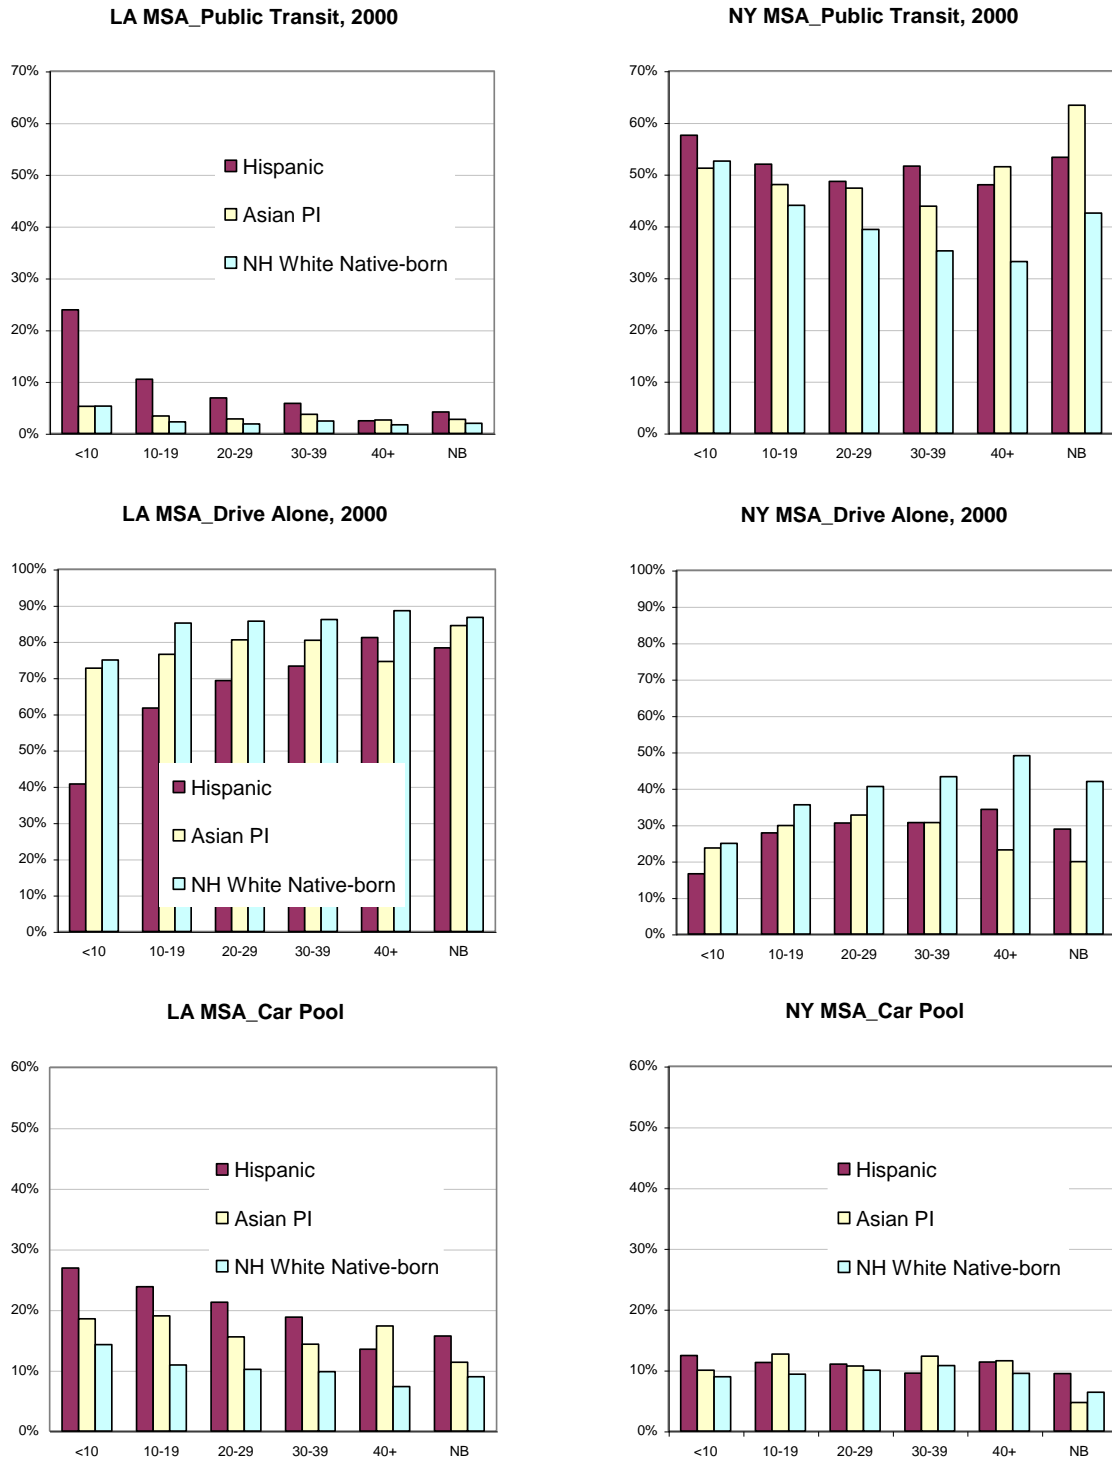 LA MSA_Public Transit, 2000
70%
60%
50%
40%
30%
20%
10%
0%
Hispanic
Asian PI
NH White Native-born
<10 10-19 20-29 30-39 40+ NB
NY MSA_Public Transit, 2000
70%
60%
50%
40%
30%
20%
10%
0%
<10 10-19 20-29 30-39 40+ NB
LA MSA_Drive Alone, 2000
100%
90%
80%
70%
60%
50%
40%
30%
20%
10%
0%
Hispanic
Asian PI
NH White Native-born
<10 10-19 20-29 30-39 40+ NB
NY MSA_Drive Alone, 2000
100%
90%
80%
70%
60%
50%
40%
30%
20%
10%
0%
<10 10-19 20-29 30-39 40+ NB
LA MSA_Car Pool
60%
50%
40%
30%
20%
10%
0%
Hispanic
Asian PI
NH White Native-born
<10 10-19 20-29 30-39 40+ NB
NY MSA_Car Pool
60%
50%
40%
30%
20%
10%
0%
Hispanic
Asian PI
NH White Native-born
<10 10-19 20-29 30-39 40+ NB